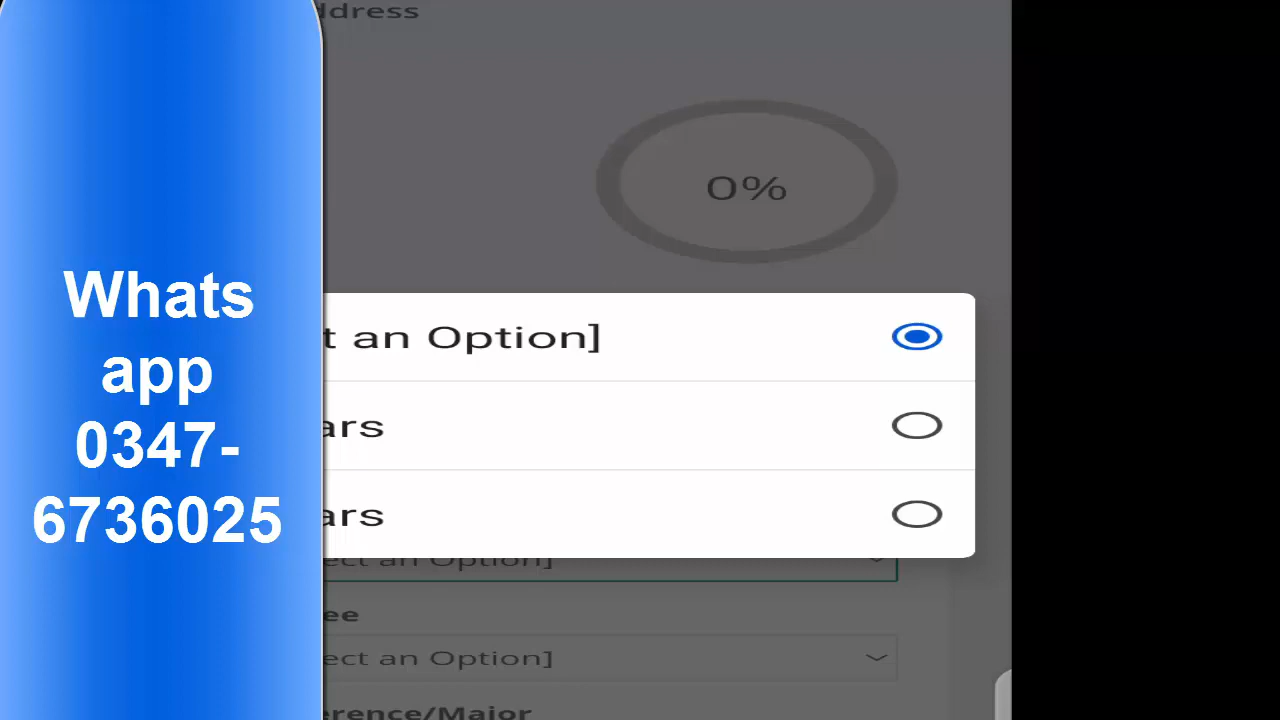 ddress
0%
Whats
app
0347-
6736025
t an Option]
ars
ars
ect an Option]
ee
ect an Option]
erence/Major